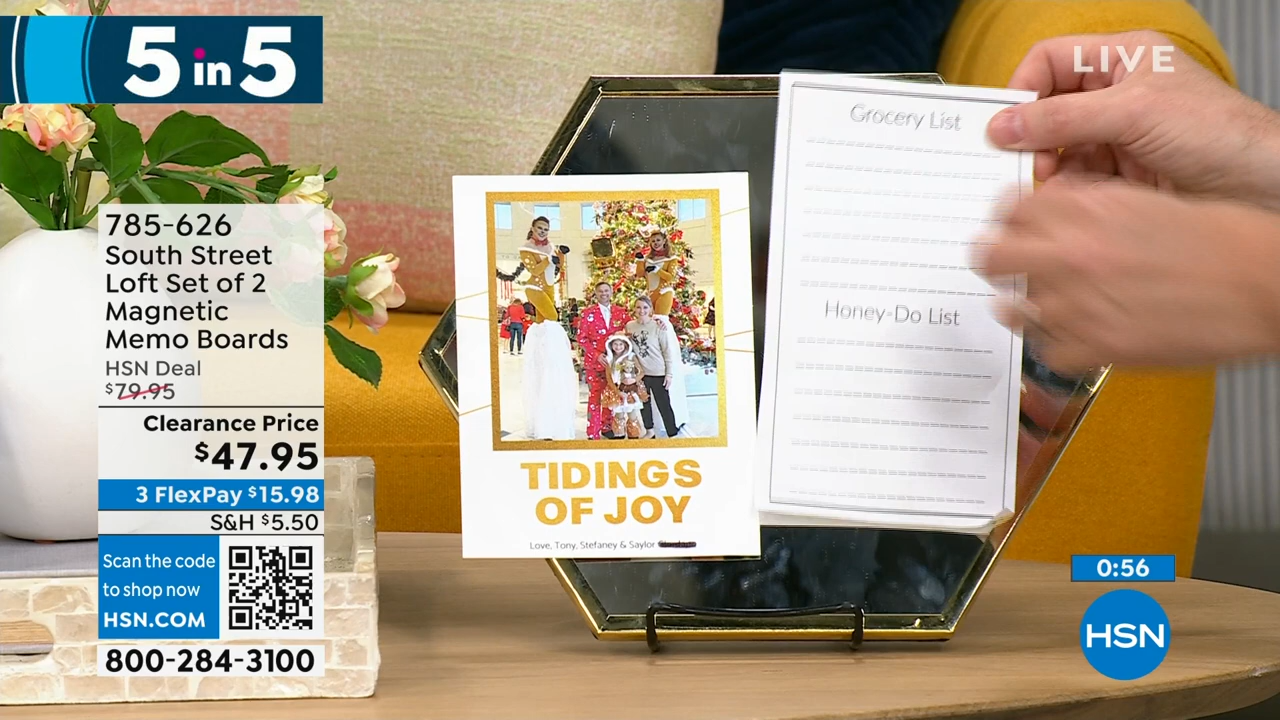 5 in 5
LIVE
785-626
South Street
Loft Set of 2
Magnetic
Memo Boards
HSN Deal
$79.95
Clearance Price
$47.95
3 FlexPay $15.98
S&H $5.50
Scan the code
to shop now
HSN.COM
800-284-3100
TIDINGS
OF JOY
Love, Tony, Stefaney & Saylor
Grocery List
Honey-Do List
0:56
HSN